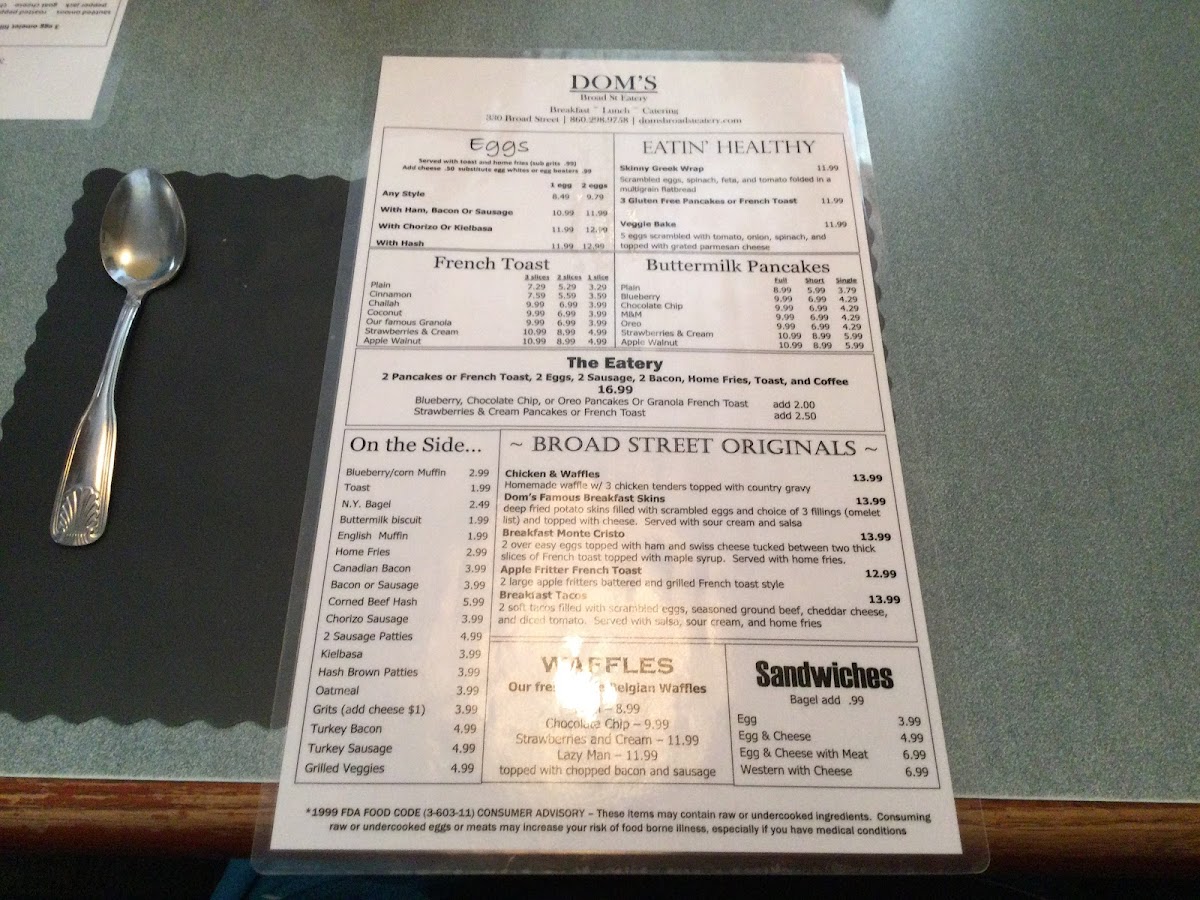 DOM'S
Broad St Eatery
Breakfast ~ Lunch ~ Catering
330 Broad Street | 860.298.9758 | domsbroadsteatery.com
Eggs
Served with toast and home fries (sub grits .99)
Add cheese .50 substitute egg whites or egg beaters .99
1 egg 2 eggs
Any Style 8.49 9.79
With Ham, Bacon Or Sausage 10.99 11.99
With Chorizo Or Kielbasa 11.99 12.99
With Hash 11.99 12.99
EATIN' HEALTHY
Skinny Greek Wrap 11.99
Scrambled eggs, spinach, feta, and tomato folded in a
multigrain flatbread
3 Gluten Free Pancakes or French Toast 11.99
Veggie Bake 11.99
5 eggs scrambled with tomato, onion, spinach, and
topped with grated parmesan cheese
French Toast
3 slices 2 slices 1 slice
Plain 7.29 5.29 3.29
Cinnamon 7.59 5.59 3.59
Challah 9.99 6.99 3.99
Coconut 9.99 6.99 3.99
Our famous Granola 9.99 6.99 3.99
Strawberries & Cream 10.99 8.99 4.99
Apple Walnut 10.99 8.99 4.99
Buttermilk Pancakes
Full Short Single
Plain 8.99 5.99 3.79
Blueberry 9.99 6.99 4.29
Chocolate Chip 9.99 6.99 4.29
M&M 9.99 6.99 4.29
Oreo 9.99 6.99 4.29
Strawberries & Cream 10.99 8.99 5.99
Apple Walnut 10.99 8.99 5.99
The Eatery
2 Pancakes or French Toast, 2 Eggs, 2 Sausage, 2 Bacon, Home Fries, Toast, and Coffee
16.99
Blueberry, Chocolate Chip, or Oreo Pancakes Or Granola French Toast add 2.00
Strawberries & Cream Pancakes or French Toast add 2.50
On the Side...
Blueberry/corn Muffin 2.99
Toast 1.99
N.Y. Bagel 2.49
Buttermilk biscuit 1.99
English Muffin 1.99
Home Fries 2.99
Canadian Bacon 3.99
Bacon or Sausage 3.99
Corned Beef Hash 5.99
Chorizo Sausage 3.99
2 Sausage Patties 4.99
Kielbasa 3.99
Hash Brown Patties 3.99
Oatmeal 3.99
Grits (add cheese $1) 3.99
Turkey Bacon 4.99
Turkey Sausage 4.99
Grilled Veggies 4.99
~ BROAD STREET ORIGINALS ~
Chicken & Waffles 13.99
Homemade waffle w/ 3 chicken tenders topped with country gravy
Dom's Famous Breakfast Skins 13.99
deep fried potato skins filled with scrambled eggs and choice of 3 fillings (omelet
list) and topped with cheese. Served with sour cream and salsa
Breakfast Monte Cristo 13.99
2 over easy eggs topped with ham and swiss cheese tucked between two thick
slices of French toast topped with maple syrup. Served with home fries.
Apple Fritter French Toast 12.99
2 large apple fritters battered and grilled French toast style
Breakfast Tacos 13.99
2 soft tacos filled with scrambled eggs, seasoned ground beef, cheddar cheese,
and diced tomato. Served with salsa, sour cream, and home fries
WAFFLES
Our Belgian Waffles
– 8.99
Chocolate Chip – 9.99
Strawberries and Cream – 11.99
Lazy Man – 11.99
topped with chopped bacon and sausage
Sandwiches
Bagel add .99
Egg 3.99
Egg & Cheese 4.99
Egg & Cheese with Meat 6.99
Western with Cheese 6.99
*1999 FDA FOOD CODE (3-603-11) CONSUMER ADVISORY – These items may contain raw or undercooked ingredients. Consuming
raw or undercooked eggs or meats may increase your risk of food borne illness, especially if you have medical conditions